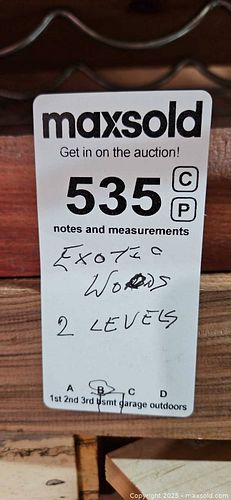 maxsold
Get in on the auction!
535 C
P
notes and measurements
EXOTIC
WOODS
2 LEVELS
A B C D
1st 2nd 3rd bsmt garage outdoors
Copyright 2025 - maxsold.com